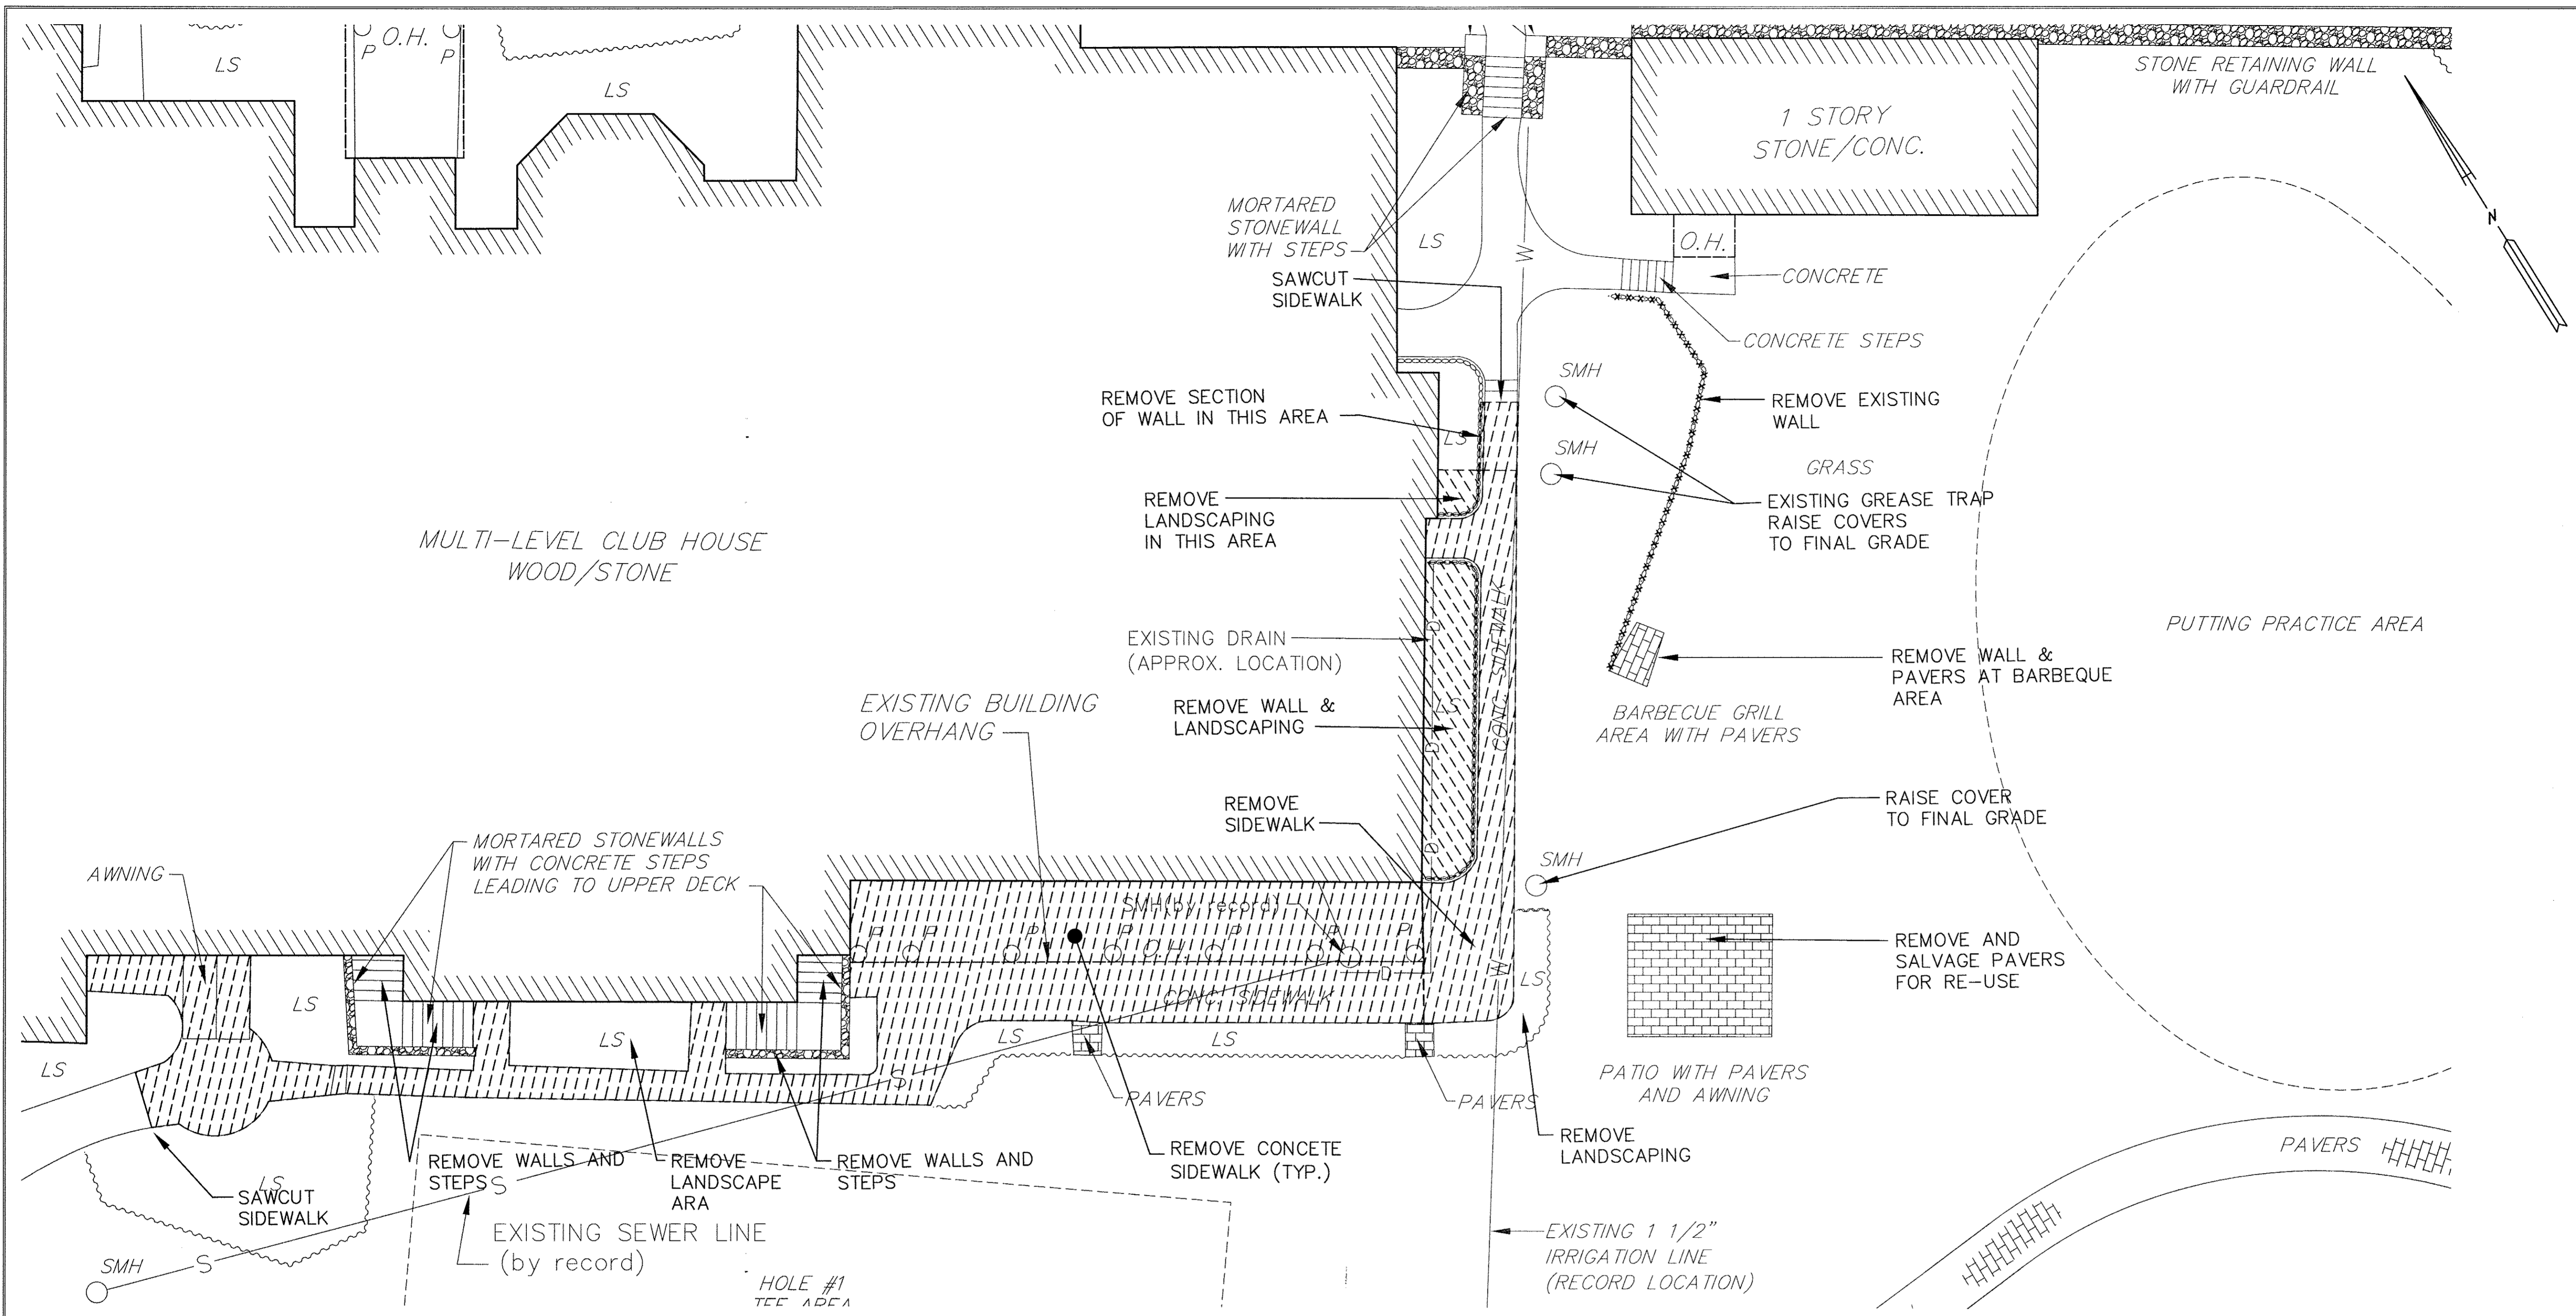 O.H.
P
P
LS
LS
STONE RETAINING WALL
WITH GUARDRAIL
1 STORY
STONE/CONC.
N
MORTARED
STONEWALL
WITH STEPS
LS
W
O.H.
SAWCUT
SIDEWALK
CONCRETE
CONCRETE STEPS
SMH
REMOVE SECTION
OF WALL IN THIS AREA
REMOVE EXISTING
WALL
LS
SMH
GRASS
REMOVE
LANDSCAPING
IN THIS AREA
EXISTING GREASE TRAP
RAISE COVERS
TO FINAL GRADE
MULTI-LEVEL CLUB HOUSE
WOOD/STONE
CONC. SIDEWALK
PUTTING PRACTICE AREA
EXISTING DRAIN
(APPROX. LOCATION)
D
REMOVE WALL &
PAVERS AT BARBEQUE
AREA
EXISTING BUILDING
OVERHANG
REMOVE WALL &
LANDSCAPING
LS
D
BARBECUE GRILL
AREA WITH PAVERS
REMOVE
SIDEWALK
RAISE COVER
TO FINAL GRADE
MORTARED STONEWALLS
WITH CONCRETE STEPS
LEADING TO UPPER DECK
D
AWNING
SMH
SMH(by record)
P
P
P
P
O.H.
P
P
P
REMOVE AND
SALVAGE PAVERS
FOR RE-USE
D
W
LS
CONC. SIDEWALK
LS
LS
LS
LS
LS
S
PAVERS
PAVERS
PATIO WITH PAVERS
AND AWNING
REMOVE WALLS AND
STEPS
REMOVE
LANDSCAPE
ARA
REMOVE WALLS AND
STEPS
REMOVE CONCETE
SIDEWALK (TYP.)
REMOVE
LANDSCAPING
PAVERS
LS
S
SAWCUT
SIDEWALK
EXISTING SEWER LINE
(by record)
EXISTING 1 1/2"
IRRIGATION LINE
(RECORD LOCATION)
SMH
S
HOLE #1
TEE AREA